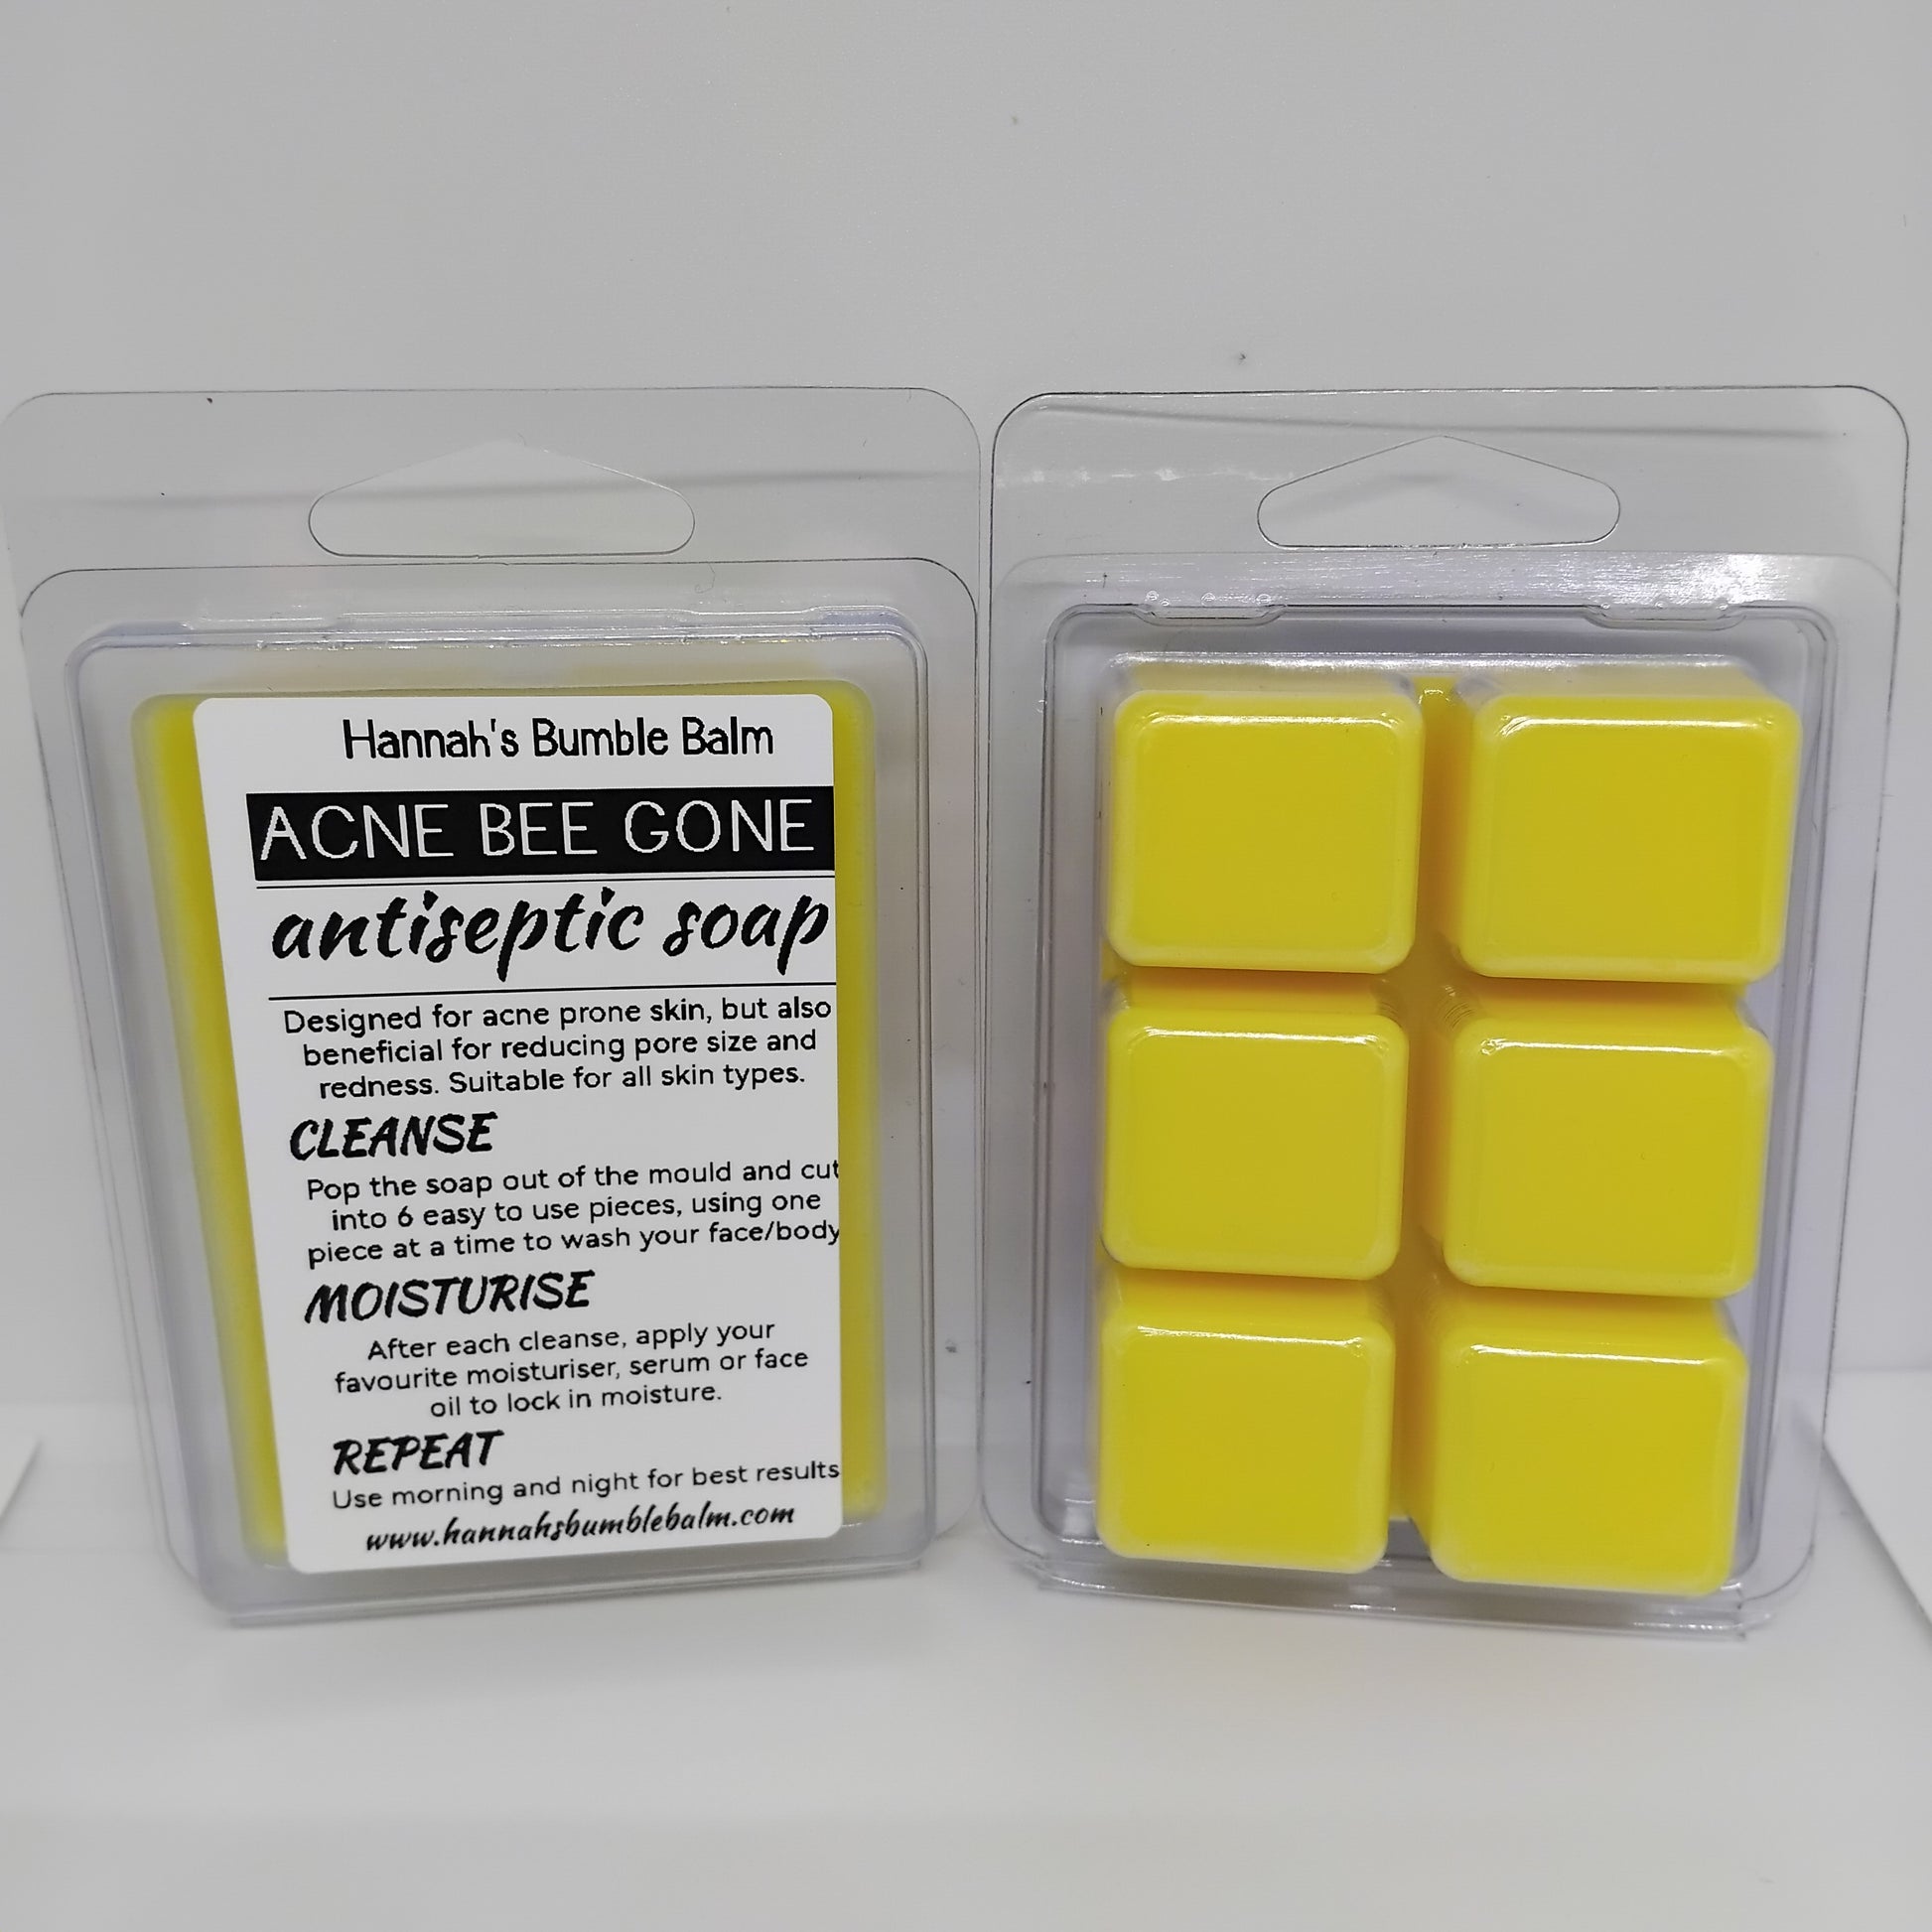 Hannah's Bumble Balm
ACNE BEE GONE
antiseptic soap
Designed for acne prone skin, but also
beneficial for reducing pore size and
redness. Suitable for all skin types.
CLEANSE
Pop the soap out of the mould and cut
into 6 easy to use pieces, using one
piece at a time to wash your face/body
MOISTURISE
After each cleanse, apply your
favourite moisturiser, serum or face
oil to lock in moisture.
REPEAT
Use morning and night for best results
www.hannahsbumblebalm.com